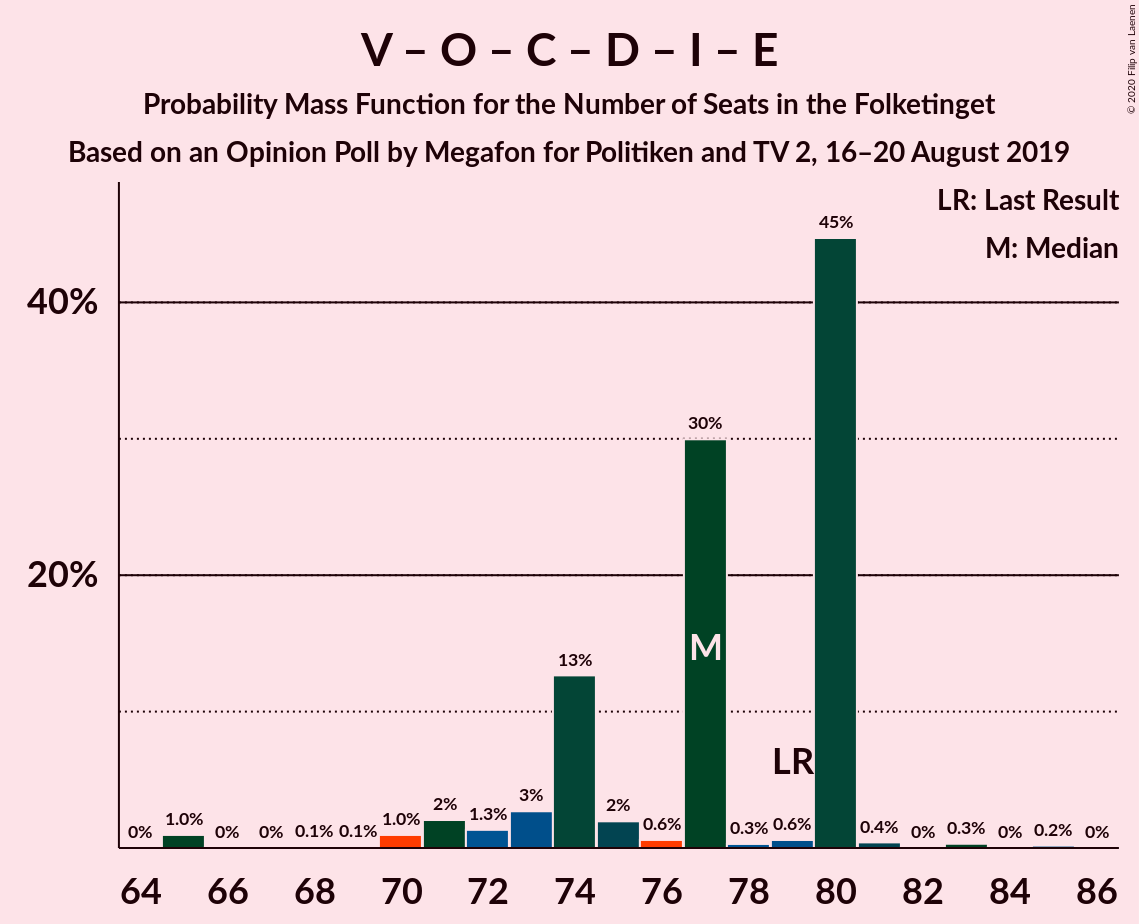 V – O – C – D – I – E
Probability Mass Function for the Number of Seats in the Folketinget
Based on an Opinion Poll by Megafon for Politiken and TV 2, 16–20 August 2019
© 2020 Filip van Laenen
LR: Last Result
M: Median
40%
20%
0%
1.0%
0%
0%
0.1%
0.1%
1.0%
2%
1.3%
3%
13%
2%
0.6%
30%
0.3%
0.6%
45%
0.4%
0%
0.3%
0%
0.2%
0%
M
LR
64 66 68 70 72 74 76 78 80 82 84 86